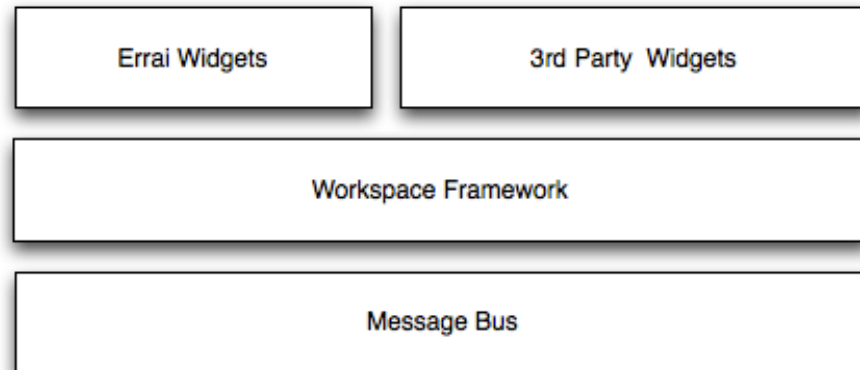 Errai Widgets
3rd Party Widgets
Workspace Framework
Message Bus